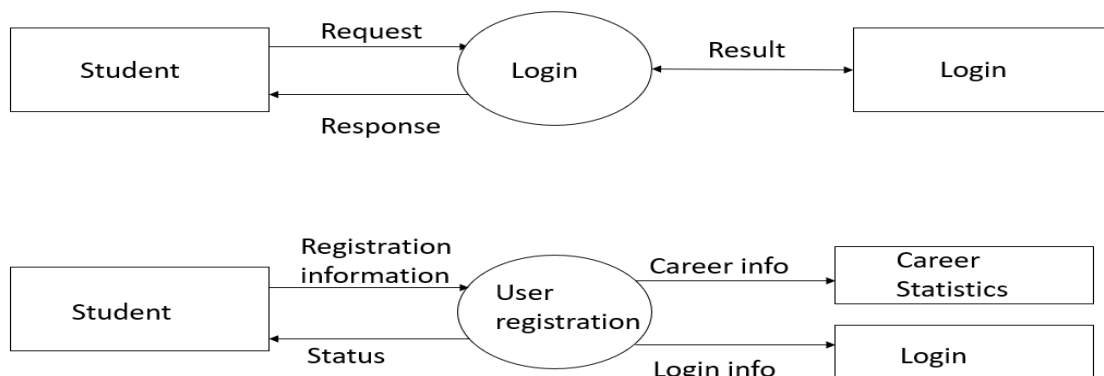 Request
Student
Login
Result
Login
Response
Registration
information
Career info
Career
Statistics
Student
User
registration
Status
Login info
Login